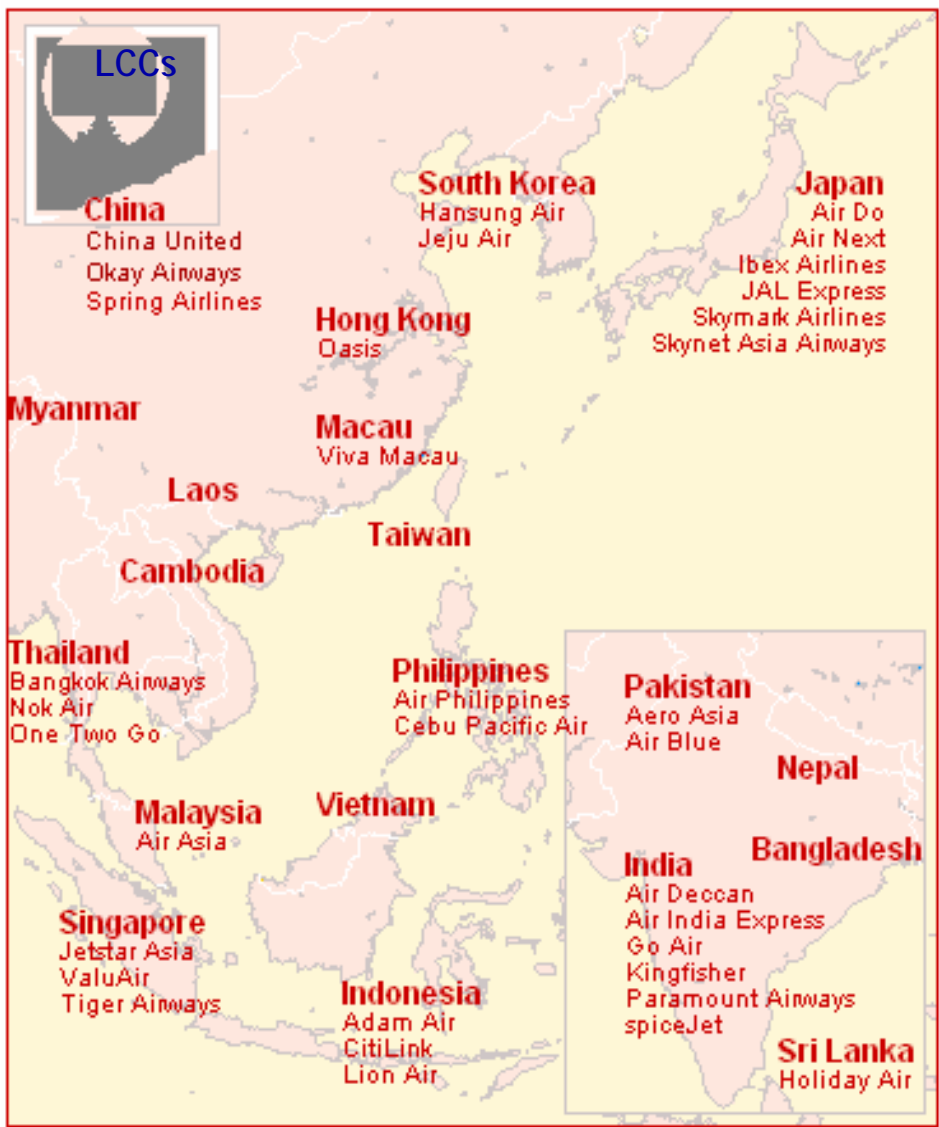 LCCs
China
China United
Okay Airways
Spring Airlines
South Korea
Hansung Air
Jeju Air
Japan
Air Do
Air Next
Ibex Airlines
JAL Express
Skymark Airlines
Skynet Asia Airways
Hong Kong
Oasis
Myanmar
Macau
Viva Macau
Laos
Taiwan
Cambodia
Thailand
Bangkok Airways
Nok Air
One Two Go
Philippines
Air Philippines
Cebu Pacific Air
Pakistan
Aero Asia
Air Blue
Nepal
Malaysia
Air Asia
Vietnam
Bangladesh
India
Air Deccan
Air India Express
Go Air
Kingfisher
Paramount Airways
spiceJet
Singapore
Jetstar Asia
ValuAir
Tiger Airways
Indonesia
Adam Air
CitiLink
Lion Air
Sri Lanka
Holiday Air